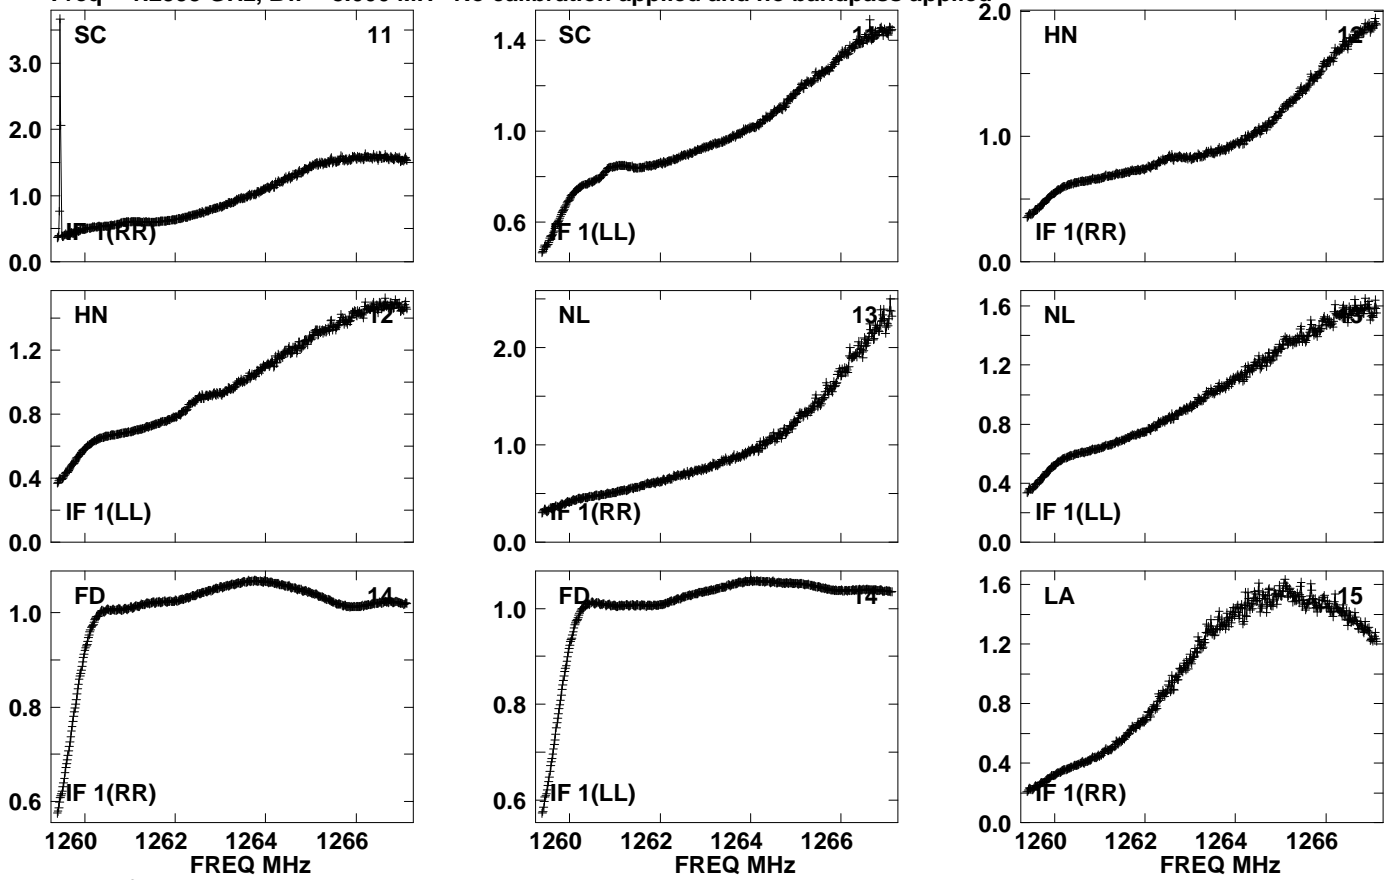 No calibration applied and no bandpass applied
SC 11
3.0
2.0
1.0
0.0
IF 1(RR)
SC 11
1.4
1.0
0.6
IF 1(LL)
HN 12
2.0
1.0
0.0
IF 1(RR)
HN 12
1.2
0.8
0.4
0.0
IF 1(LL)
NL 13
2.0
1.0
0.0
IF 1(RR)
NL 13
1.6
1.2
0.8
0.4
0.0
IF 1(LL)
FD 14
1.0
0.8
0.6
IF 1(RR)
1260 1262 1264 1266
FREQ MHz
FD 14
1.0
0.8
0.6
IF 1(LL)
1260 1262 1264 1266
FREQ MHz
LA 15
1.6
1.2
0.8
0.4
0.0
IF 1(RR)
1260 1262 1264 1266
FREQ MHz